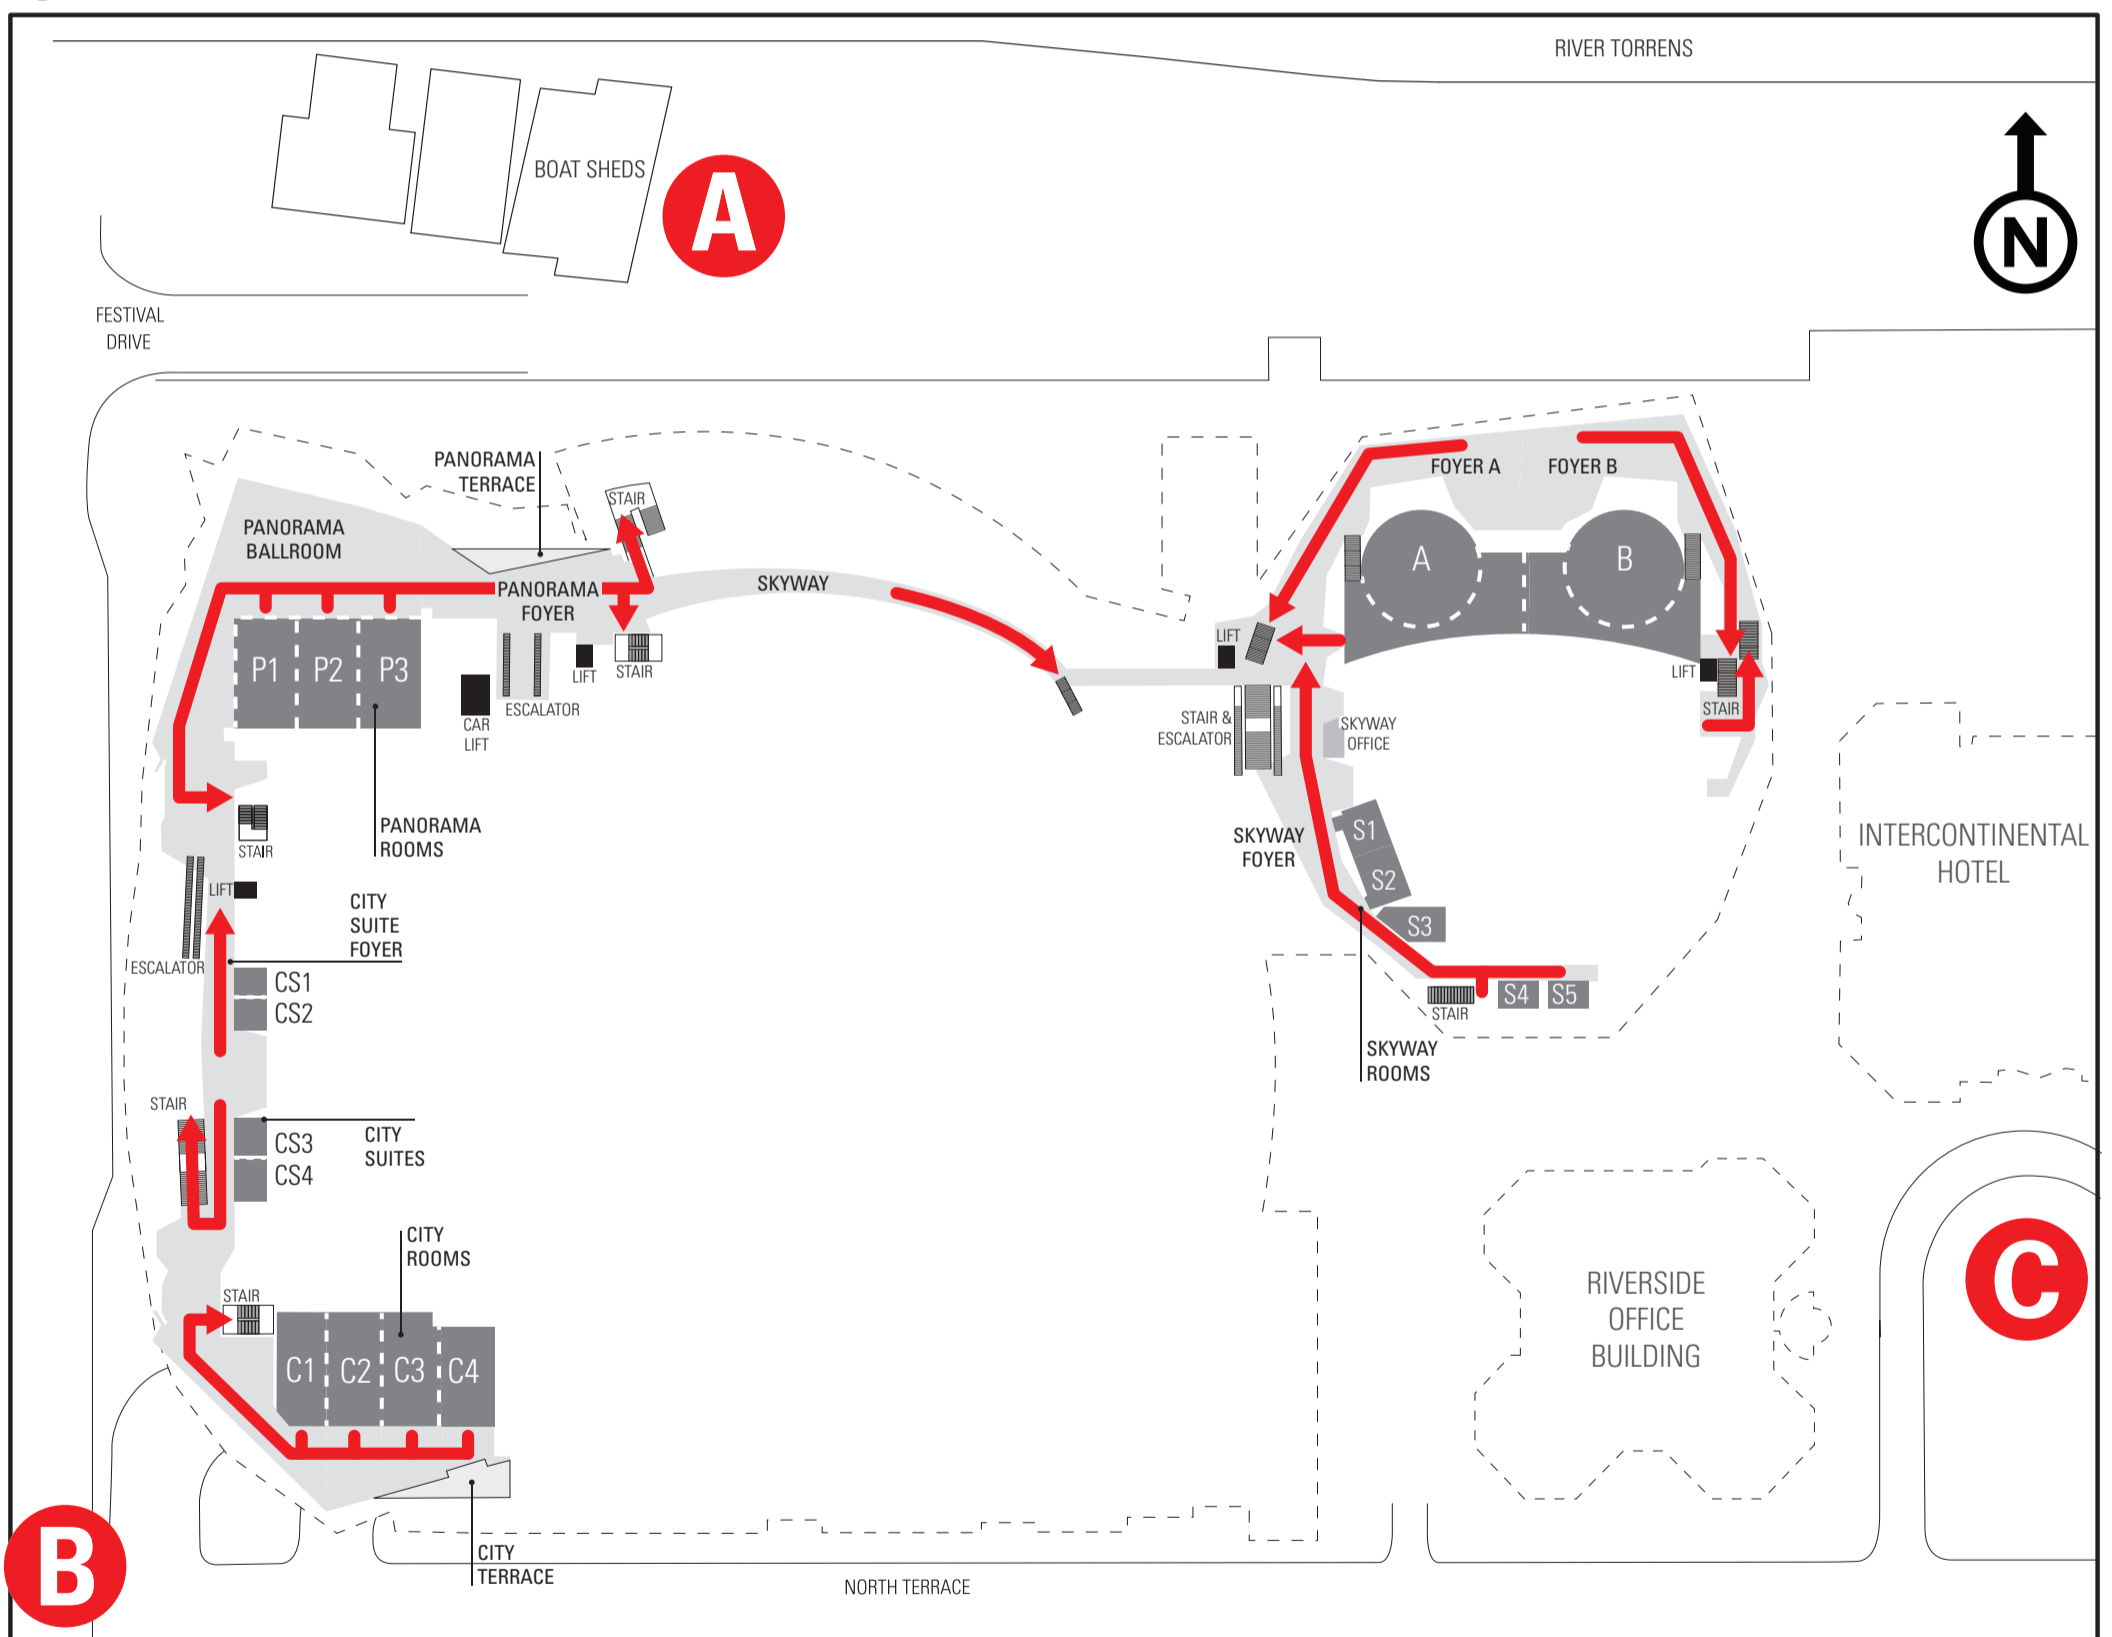 RIVER TORRENS
BOAT SHEDS
A
N
FESTIVAL
DRIVE
PANORAMA
TERRACE
STAIR
FOYER A
FOYER B
PANORAMA
BALLROOM
A
B
PANORAMA
FOYER
SKYWAY
LIFT
P1
P2
P3
LIFT
STAIR
LIFT
ESCALATOR
CAR
LIFT
STAIR &
ESCALATOR
SKYWAY
OFFICE
STAIR
PANORAMA
ROOMS
STAIR
S1
SKYWAY
FOYER
S2
INTERCONTINENTAL
HOTEL
LIFT
CITY
SUITE
FOYER
S3
ESCALATOR
CS1
CS2
S4
S5
STAIR
SKYWAY
ROOMS
STAIR
CITY
SUITES
CS3
CS4
CITY
ROOMS
STAIR
RIVERSIDE
OFFICE
BUILDING
C
C1
C2
C3
C4
B
CITY
TERRACE
NORTH TERRACE